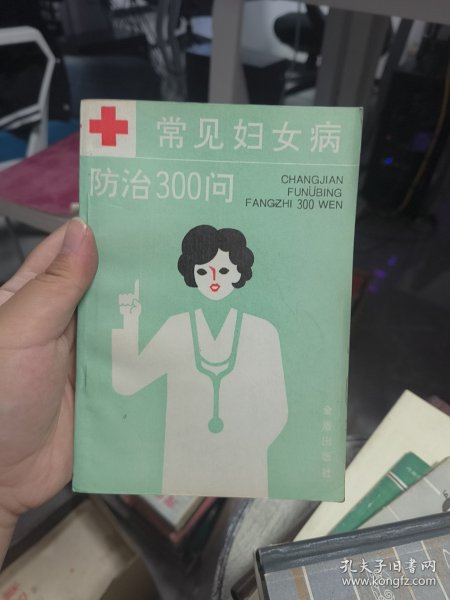 常见妇女病
防治300问
CHANGJIAN
FUNÜBING
FANGZHI 300 WEN
金盾出版社
孔夫子旧书网
www.kongfz.com